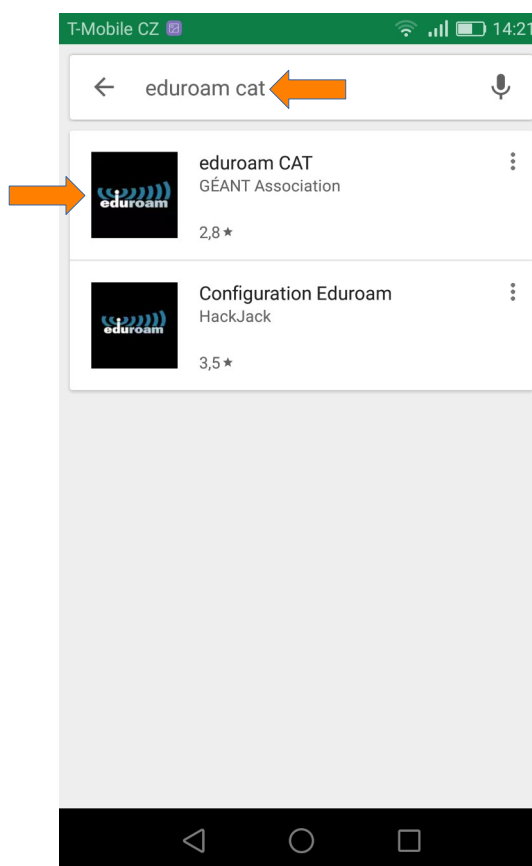 T-Mobile CZ 14:21
eduroam cat
eduroam
eduroam CAT
GÉANT Association
2,8★
eduroam
Configuration Eduroam
HackJack
3,5★